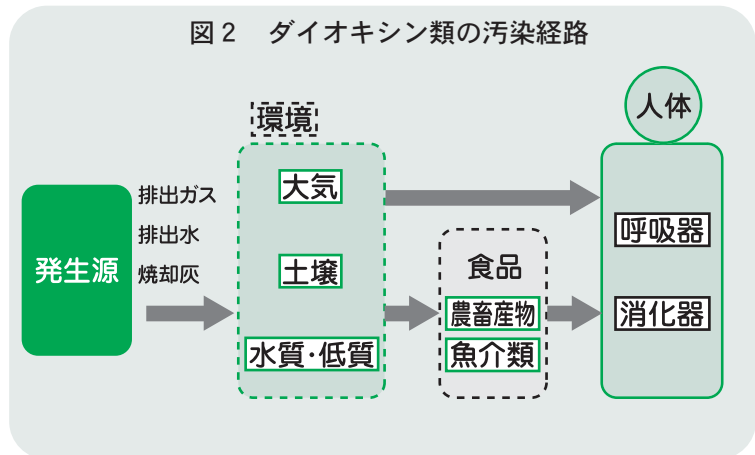 図2 ダイオキシン類の汚染経路
人体
環境
大気
排出ガス
排出水
焼却灰
発生源
土壌
水質・低質
食品
農畜産物
魚介類
呼吸器
消化器